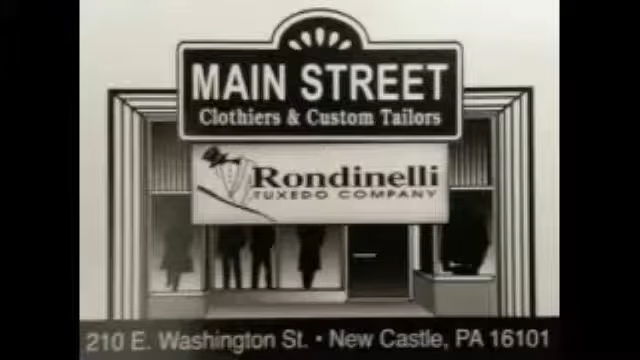 MAIN STREET
Clothiers & Custom Tailors
Rondinelli
TUXEDO COMPANY
210 E. Washington St. • New Castle, PA 16101